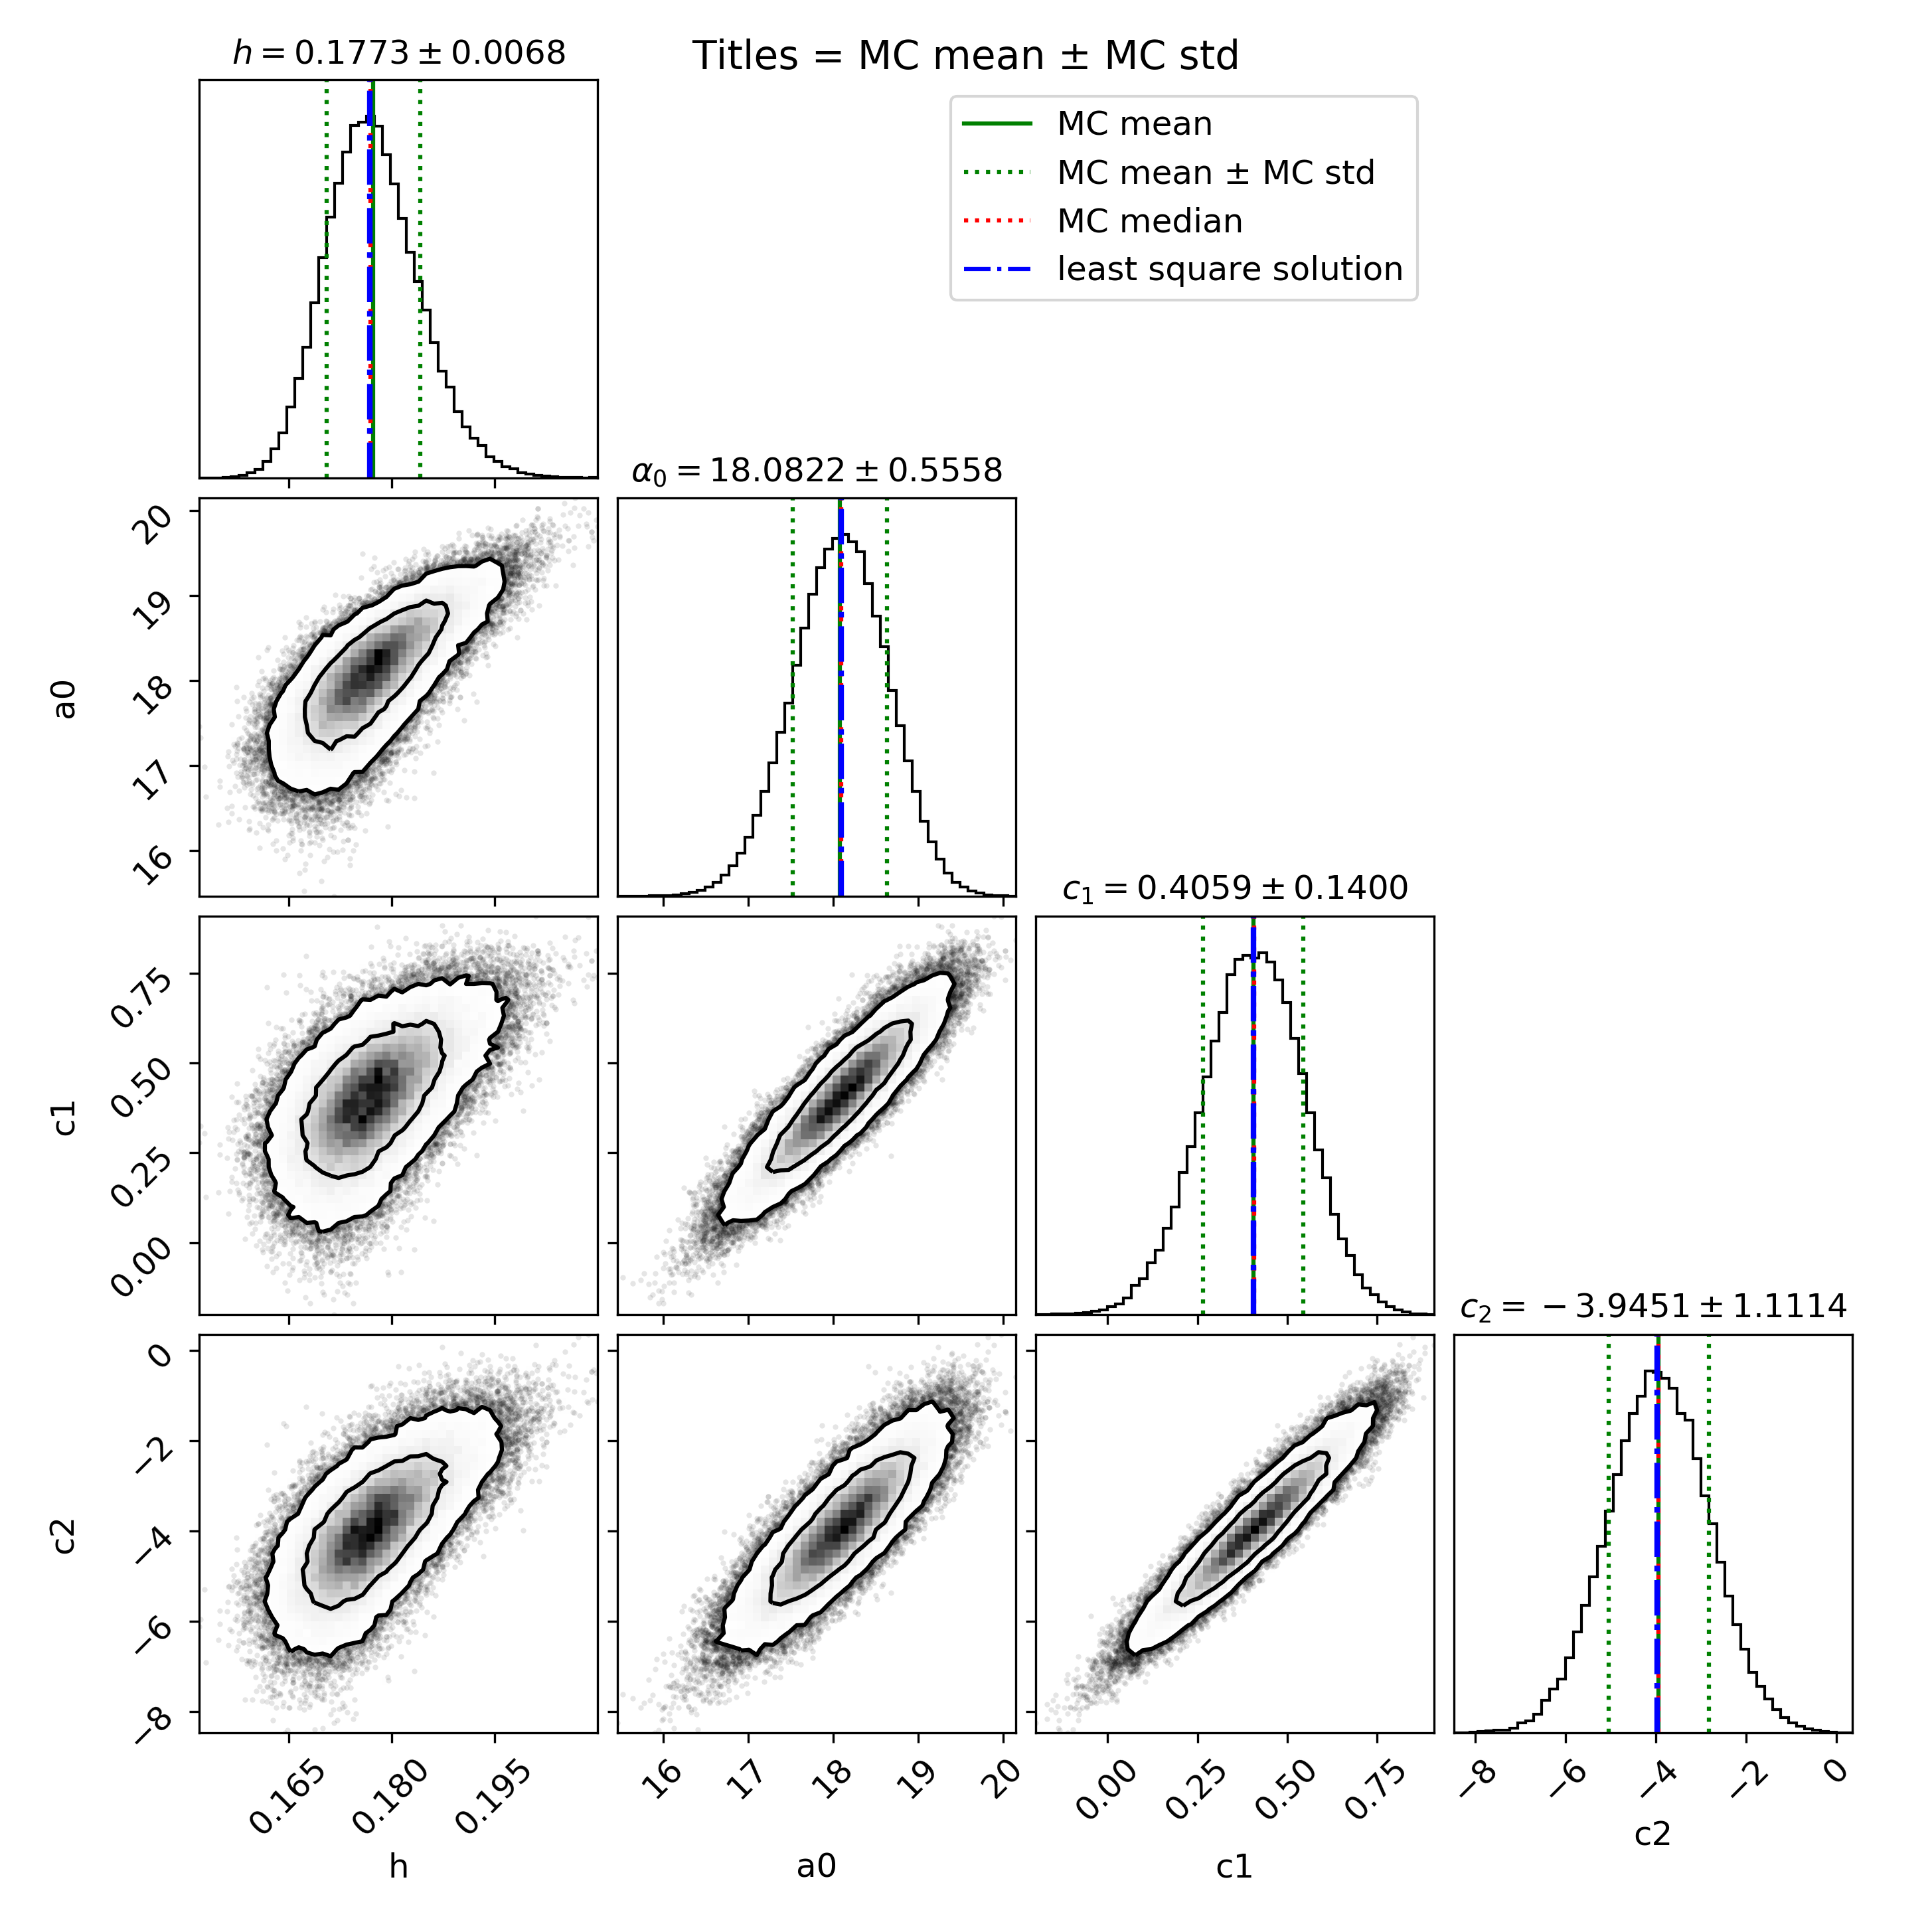 Titles = MC mean ± MC std
h = 0.1773 ± 0.0068
MC mean
MC mean ± MC std
MC median
least square solution
α₀ = 18.0822 ± 0.5558
20
19
18
17
16
a0
c₁ = 0.4059 ± 0.1400
0.75
0.50
0.25
0.00
c1
c₂ = −3.9451 ± 1.1114
0
−2
−4
−6
−8
c2
0.165 0.180 0.195
16 17 18 19 20
0.00 0.25 0.50 0.75
−8 −6 −4 −2 0
h
a0
c1
c2